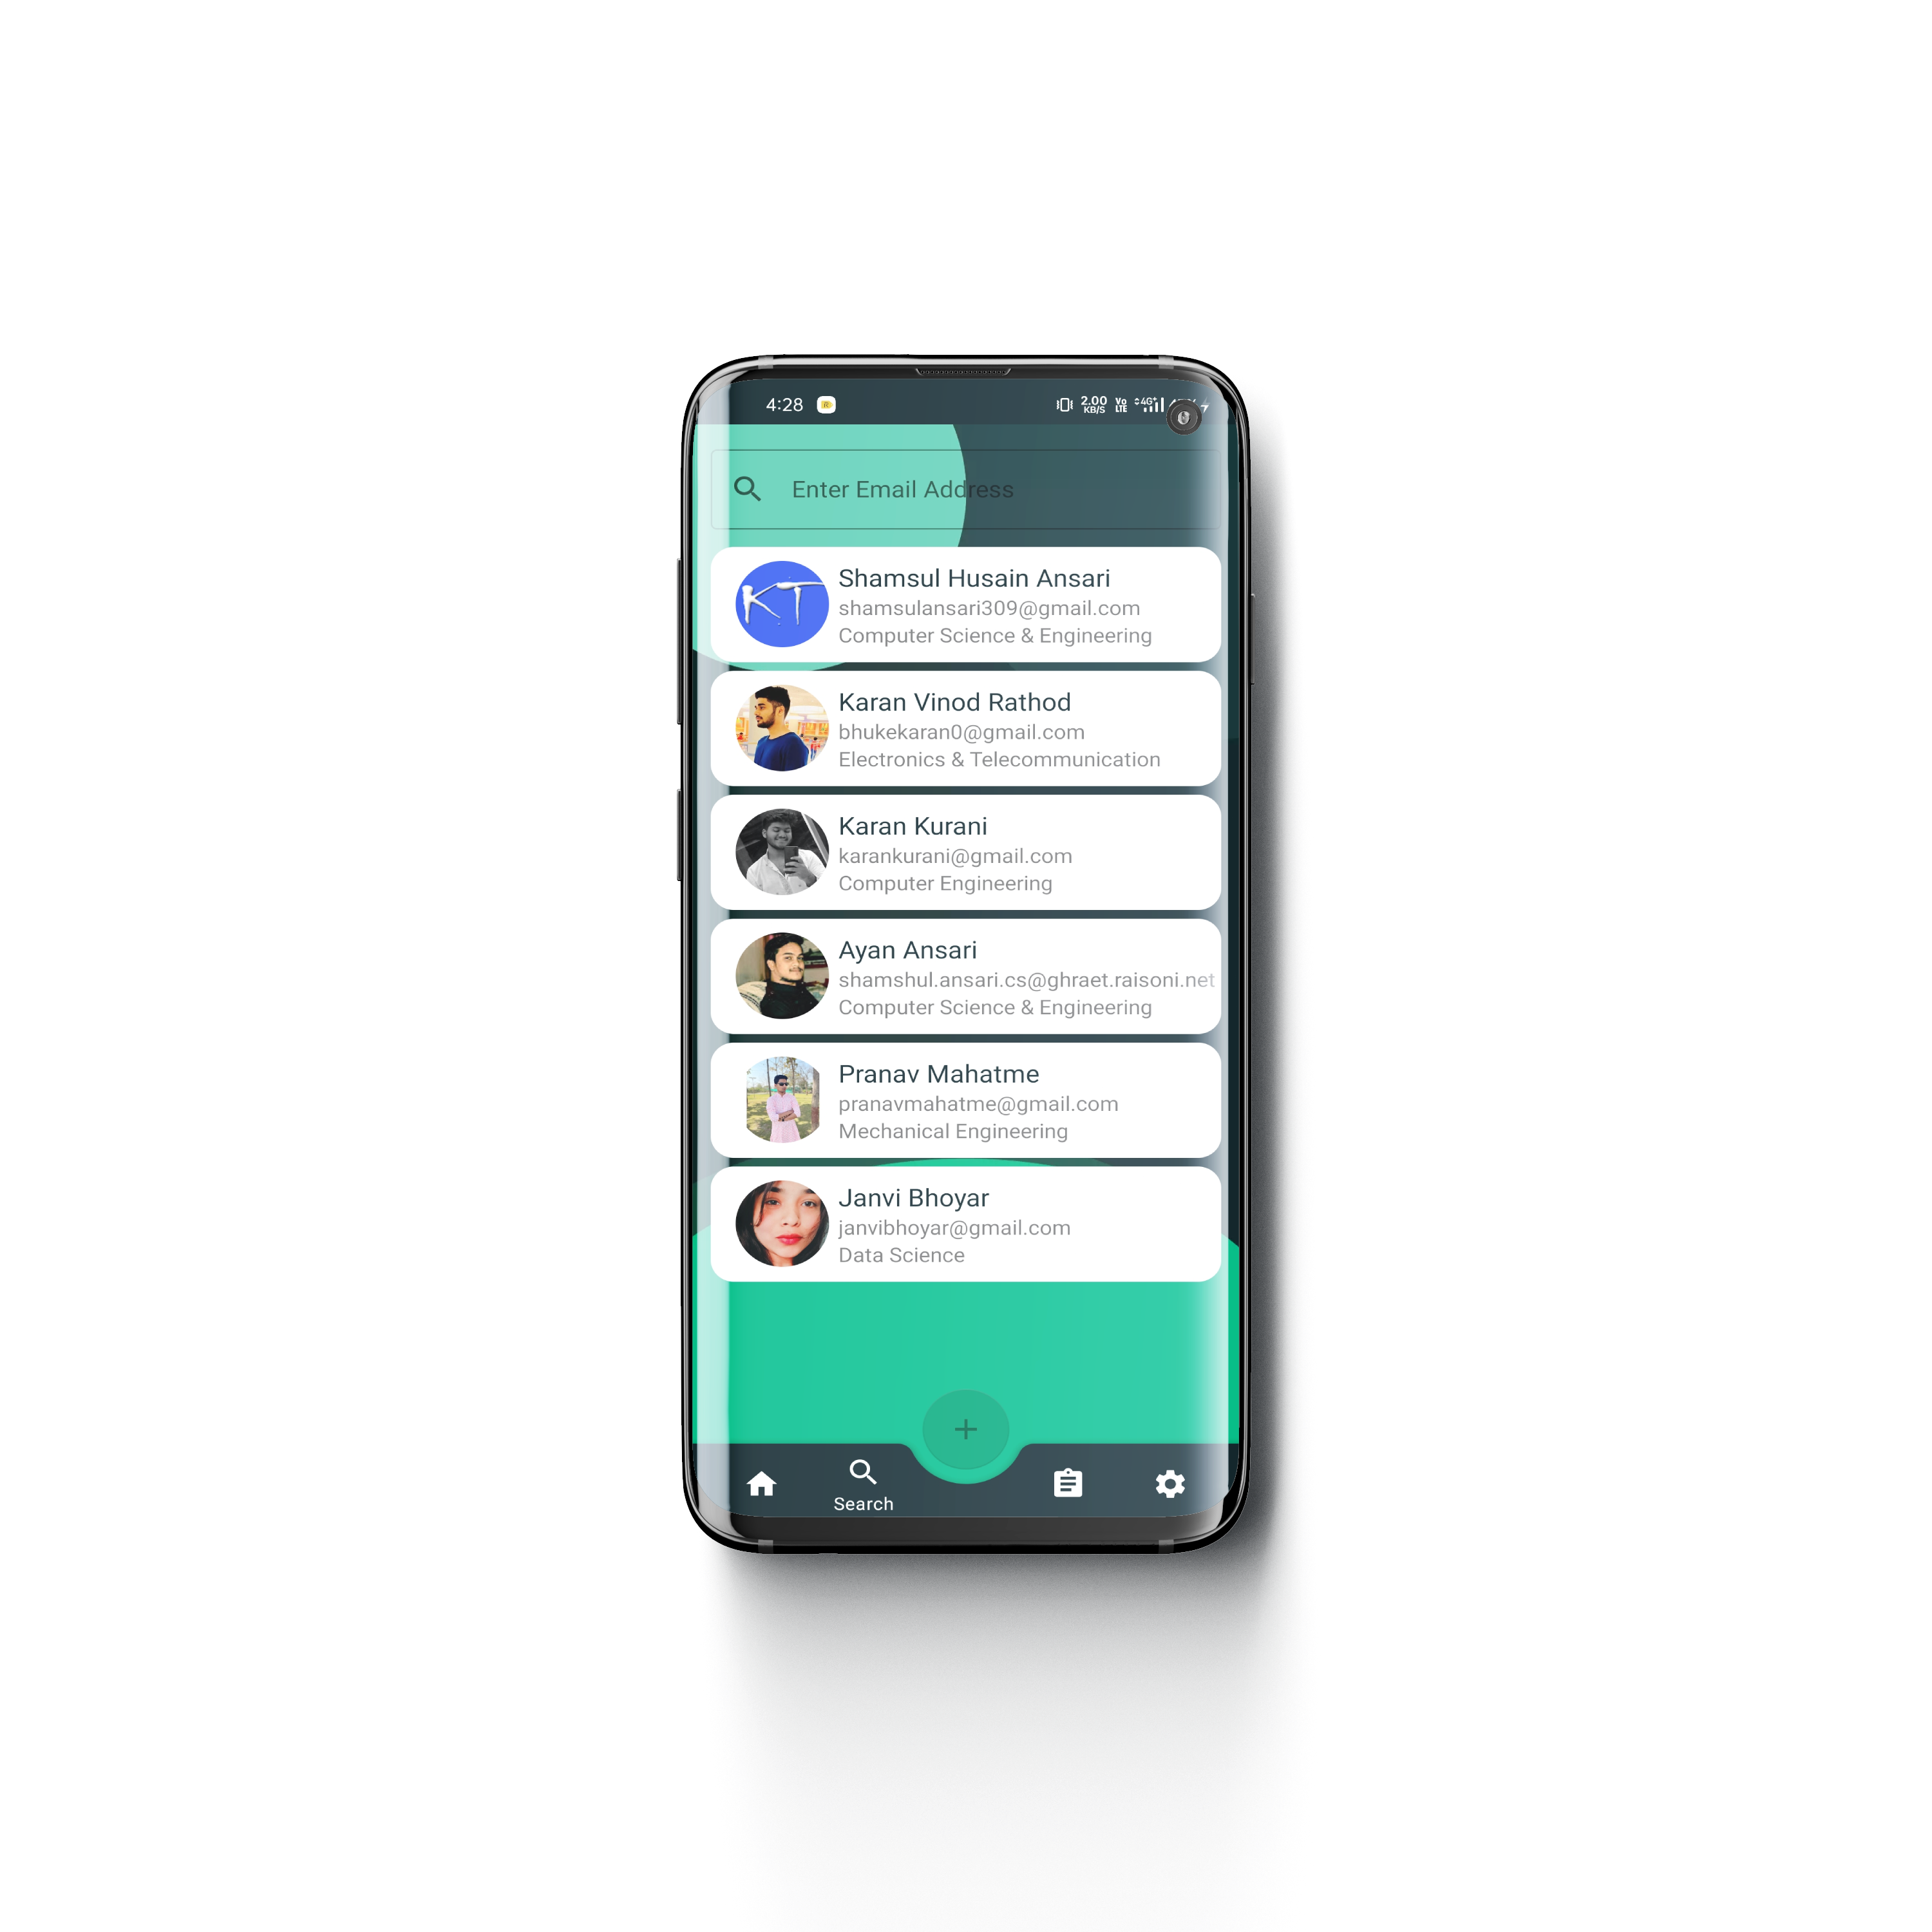 4:28 2.00 KB/S Vo LTE 4G+
Enter Email Address
KT
Shamsul Husain Ansari
shamsulansari309@gmail.com
Computer Science & Engineering
Karan Vinod Rathod
bhukekaran0@gmail.com
Electronics & Telecommunication
Karan Kurani
karankurani@gmail.com
Computer Engineering
Ayan Ansari
shamshul.ansari.cs@ghraet.raisoni.net
Computer Science & Engineering
Pranav Mahatme
pranavmahatme@gmail.com
Mechanical Engineering
Janvi Bhoyar
janvibhoyar@gmail.com
Data Science
Search